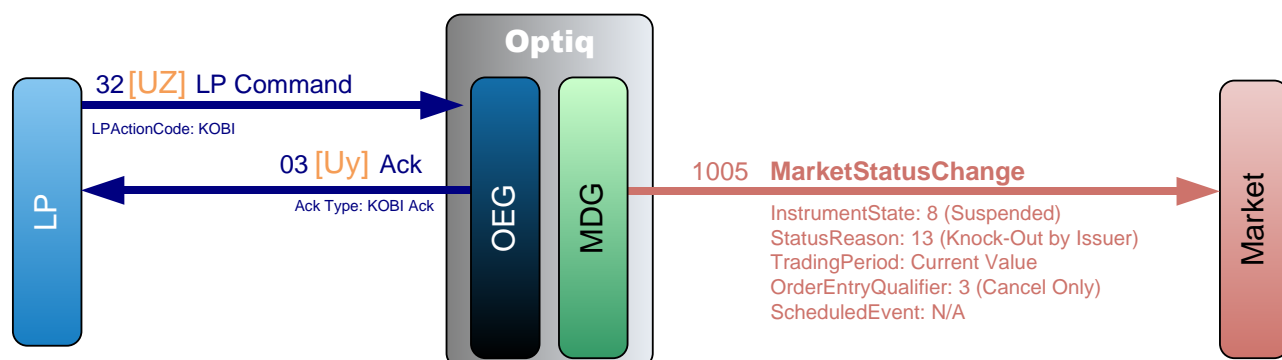 Optiq
32 [UZ] LP Command
LPActionCode: KOBI
03 [Uy] Ack
Ack Type: KOBI Ack
LP
OEG
MDG
1005 MarketStatusChange
InstrumentState: 8 (Suspended)
StatusReason: 13 (Knock-Out by Issuer)
TradingPeriod: Current Value
OrderEntryQualifier: 3 (Cancel Only)
ScheduledEvent: N/A
Market